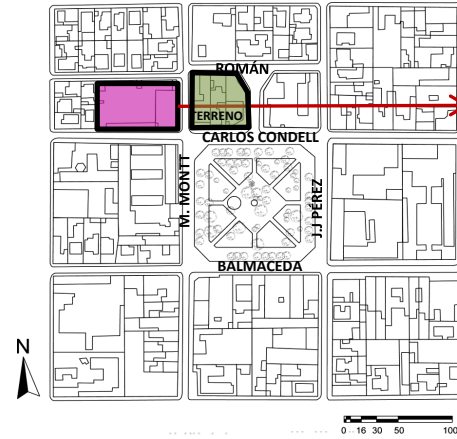 ROMÁN
TERRENO
CARLOS CONDELL
M. MONTT
J.J PÉREZ
BALMACEDA
N
0 16 30 50 100